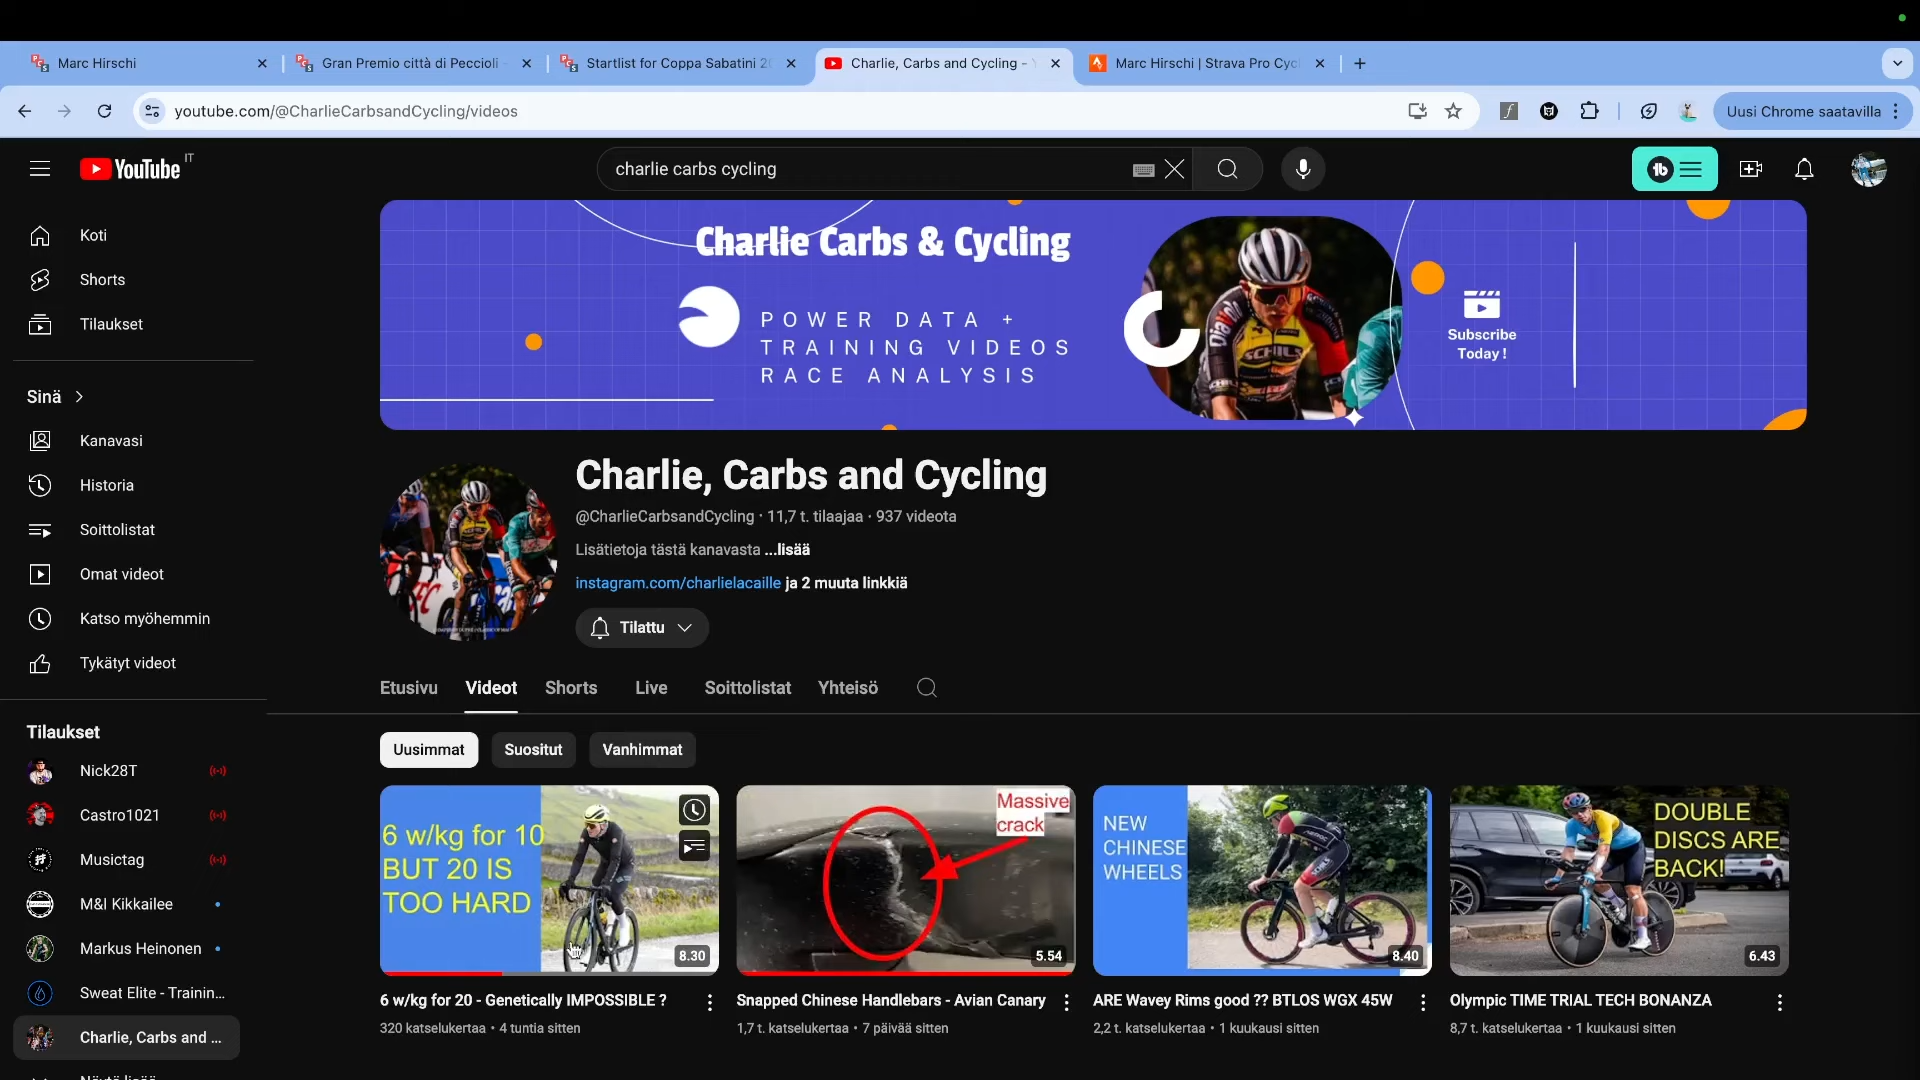 Marc Hirschi
Gran Premio città di Peccioli -
Startlist for Coppa Sabatini 2
Charlie, Carbs and Cycling -
Marc Hirschi | Strava Pro Cyc
youtube.com/@CharlieCarbsandCycling/videos
Uusi Chrome saatavilla
YouTube IT
charlie carbs cycling
Koti
Shorts
Tilaukset
Sinä
Kanavasi
Historia
Soittolistat
Omat videot
Katso myöhemmin
Tykätyt videot
Tilaukset
Nick28T
Castro1021
Musictag
M&I Kikkailee
Markus Heinonen
Sweat Elite - Trainin...
Charlie, Carbs and ...
Charlie Carbs & Cycling
POWER DATA +
TRAINING VIDEOS
RACE ANALYSIS
Subscribe
Today !
Charlie, Carbs and Cycling
@CharlieCarbsandCycling · 11,7 t. tilaajaa · 937 videota
Lisätietoja tästä kanavasta ...lisää
instagram.com/charlielacaille ja 2 muuta linkkiä
Tilattu
Etusivu Videot Shorts Live Soittolistat Yhteisö
Uusimmat Suositut Vanhimmat
6 w/kg for 10
BUT 20 IS
TOO HARD
8.30
6 w/kg for 20 - Genetically IMPOSSIBLE ?
320 katselukertaa · 4 tuntia sitten
Massive
crack
5.54
Snapped Chinese Handlebars - Avian Canary
1,7 t. katselukertaa · 7 päivää sitten
NEW
CHINESE
WHEELS
8.40
ARE Wavey Rims good ?? BTLOS WGX 45W
2,2 t. katselukertaa · 1 kuukausi sitten
DOUBLE
DISCS ARE
BACK!
6.43
Olympic TIME TRIAL TECH BONANZA
8,7 t. katselukertaa · 1 kuukausi sitten